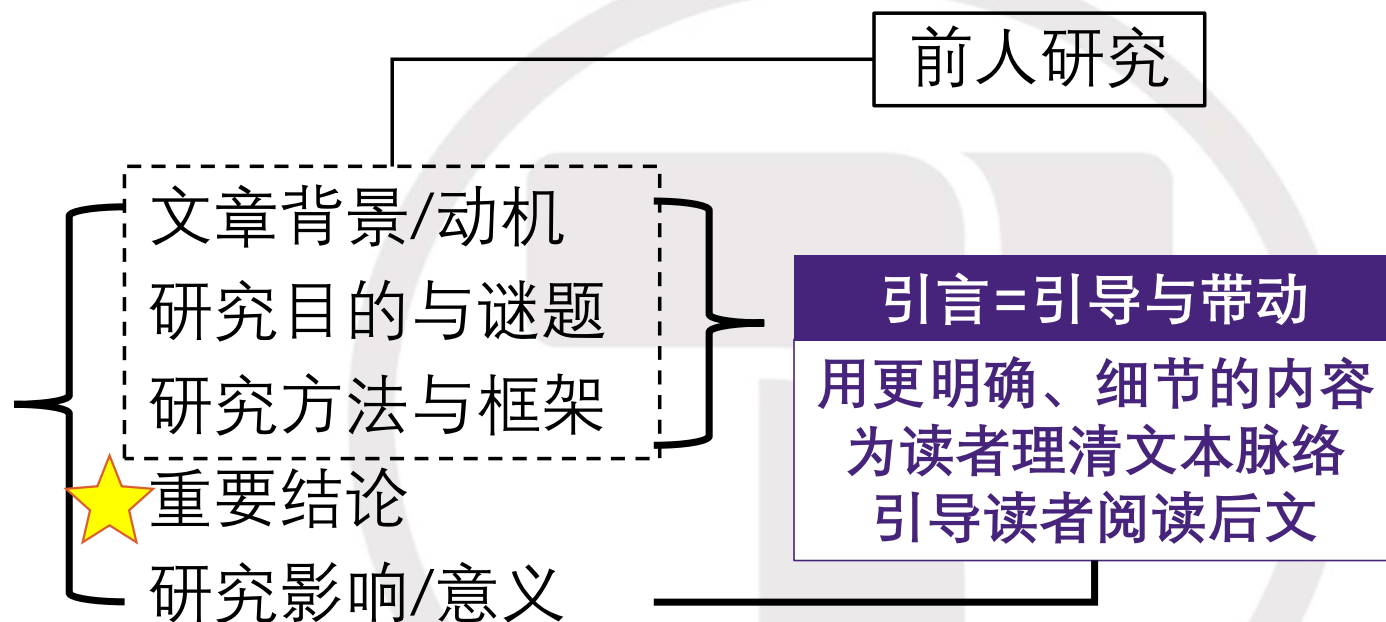 前人研究
文章背景/动机
研究目的与谜题
研究方法与框架
重要结论
研究影响/意义
引言=引导与带动
用更明确、细节的内容
为读者理清文本脉络
引导读者阅读后文